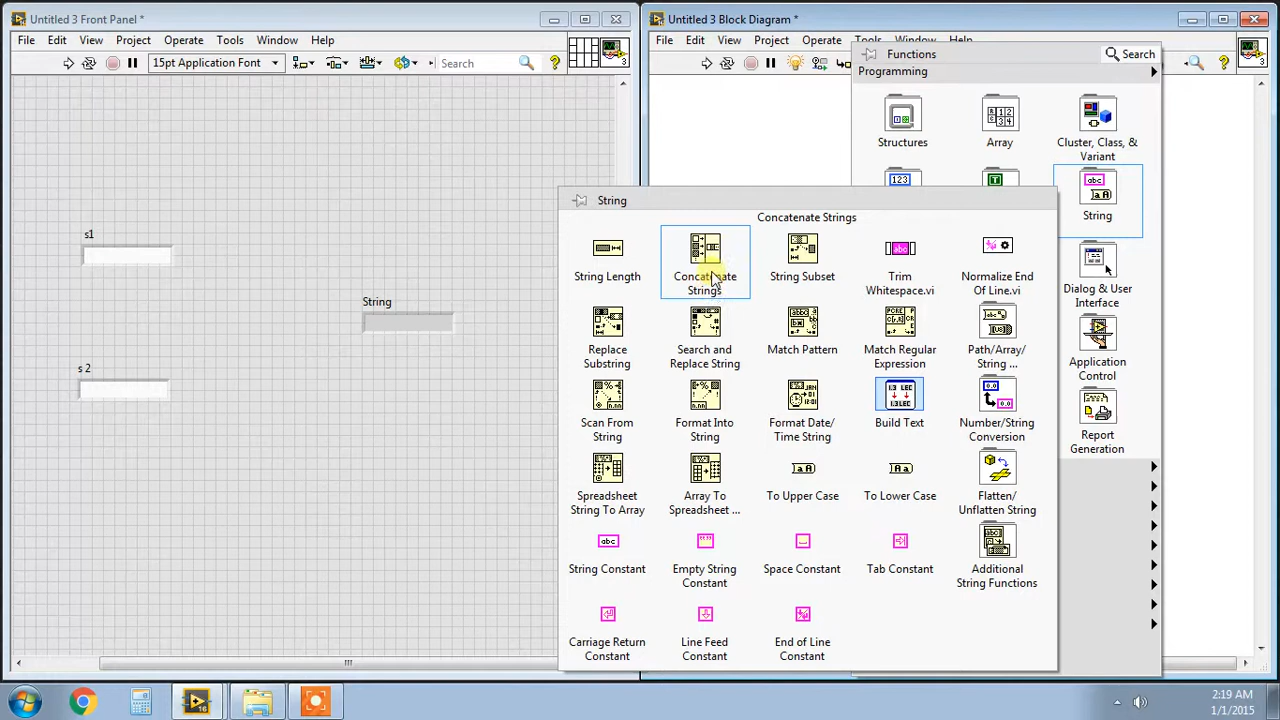 Untitled 3 Front Panel *
File Edit View Project Operate Tools Window Help
15pt Application Font
Search
s1
String
s 2
Untitled 3 Block Diagram *
File Edit View Project Operate Tools Window Help
Functions
Search
Programming
Structures
Array
Cluster, Class, &
Variant
String
Dialog & User
Interface
Application
Control
Report
Generation
String
Concatenate Strings
String Length
Concatenate
Strings
String Subset
Trim
Whitespace.vi
Normalize End
Of Line.vi
Replace
Substring
Search and
Replace String
Match Pattern
Match Regular
Expression
Path/Array/
String ...
Scan From
String
Format Into
String
Format Date/
Time String
Build Text
Number/String
Conversion
Spreadsheet
String To Array
Array To
Spreadsheet ...
To Upper Case
To Lower Case
Flatten/
Unflatten String
String Constant
Empty String
Constant
Space Constant
Tab Constant
Additional
String Functions
Carriage Return
Constant
Line Feed
Constant
End of Line
Constant
2:19 AM
1/1/2015